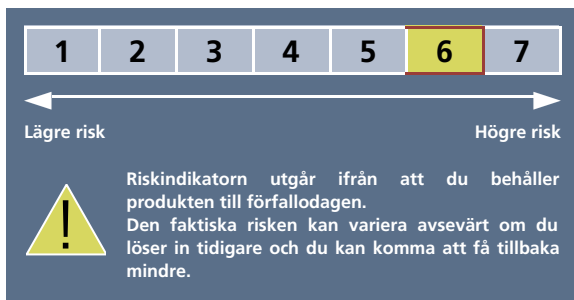 1 2 3 4 5 6 7
Lägre risk Högre risk
Riskindikatorn utgår ifrån att du behåller
produkten till förfallodagen.
Den faktiska risken kan variera avsevärt om du
löser in tidigare och du kan komma att få tillbaka
mindre.